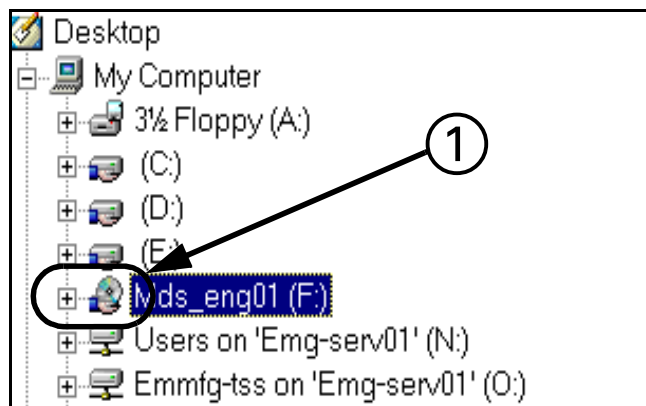 Desktop
My Computer
3½ Floppy (A:)
1
(C:)
(D:)
(E:)
Mds_eng01 (F:)
Users on 'Emg-serv01' (N:)
Emmfg-tss on 'Emg-serv01' (O:)